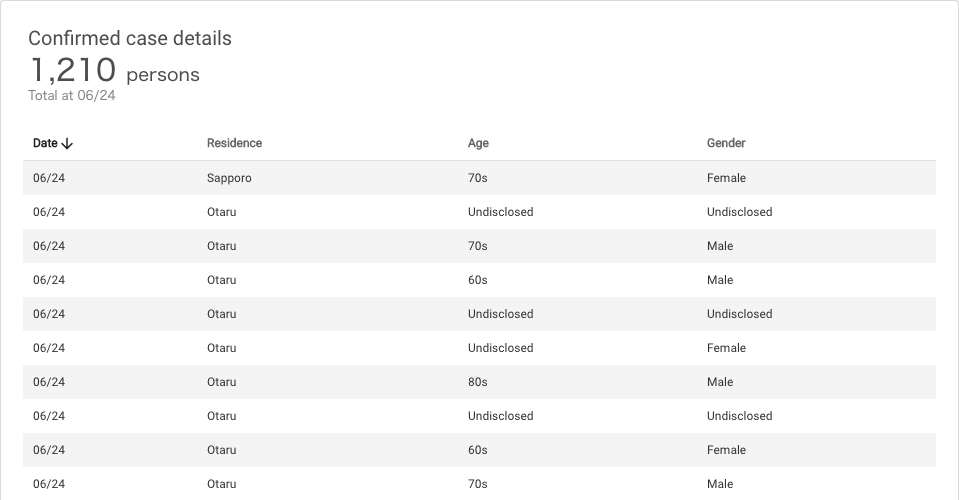 Confirmed case details
1,210 persons
Total at 06/24
Date Residence Age Gender
06/24 Sapporo 70s Female
06/24 Otaru Undisclosed Undisclosed
06/24 Otaru 70s Male
06/24 Otaru 60s Male
06/24 Otaru Undisclosed Undisclosed
06/24 Otaru Undisclosed Female
06/24 Otaru 80s Male
06/24 Otaru Undisclosed Undisclosed
06/24 Otaru 60s Female
06/24 Otaru 70s Male